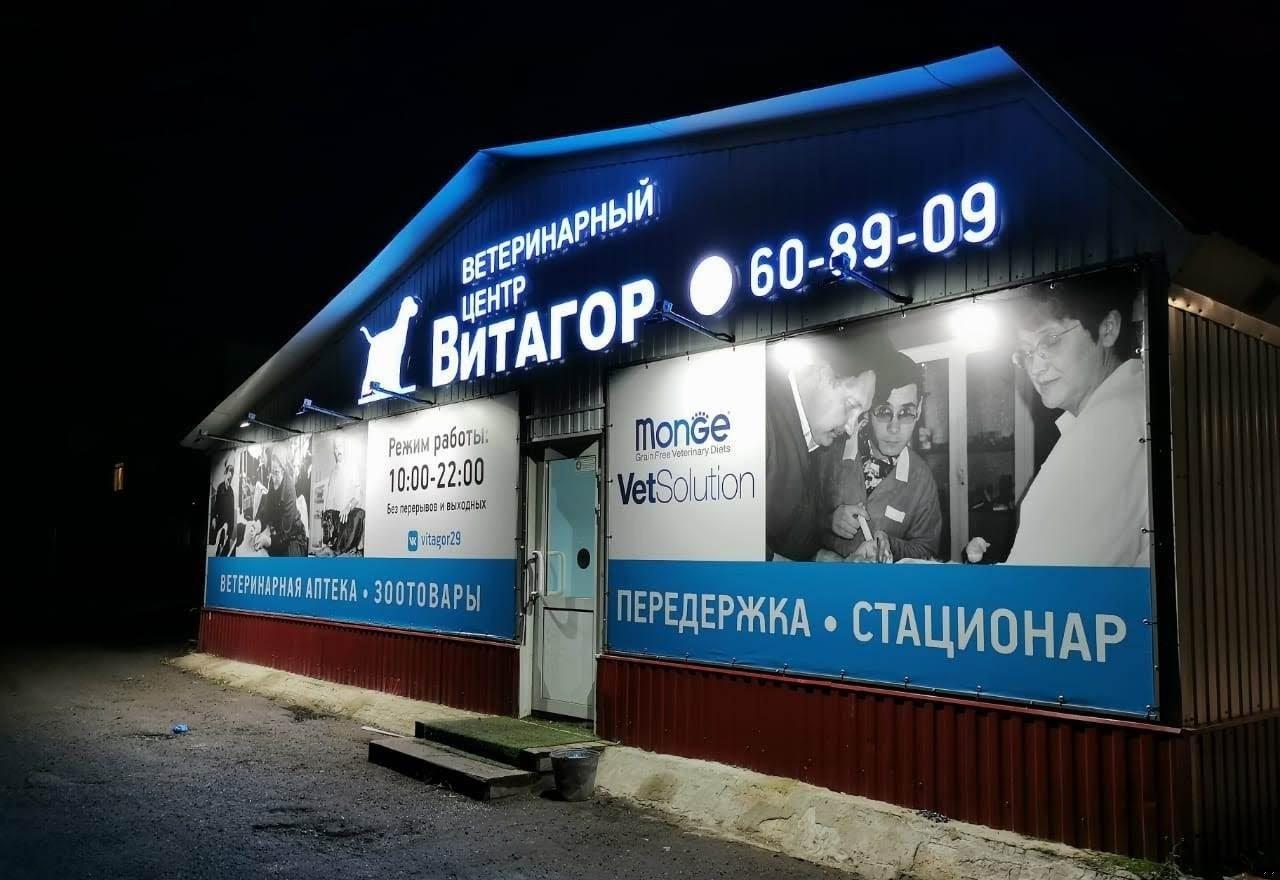 ВЕТЕРИНАРНЫЙ
ЦЕНТР
ВИТАГОР
60-89-09
Режим работы:
10:00-22:00
Без перерывов и выходных
vitagor29
ВЕТЕРИНАРНАЯ АПТЕКА • ЗООТОВАРЫ
MonGe
Grain Free Veterinary Diets
VetSolution
ПЕРЕДЕРЖКА • СТАЦИОНАР